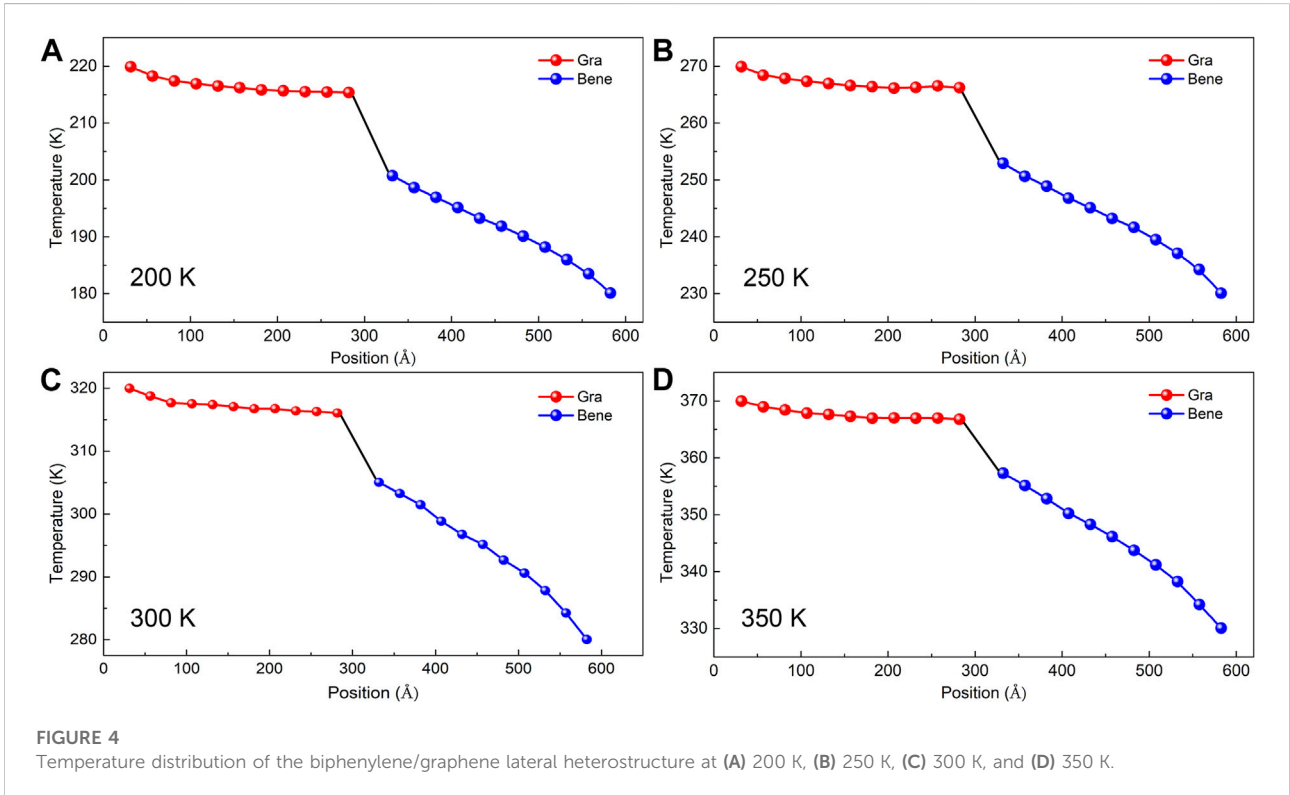 A
Gra
Bene
220
210
200
190
180
Temperature (K)
200 K
0 100 200 300 400 500 600
Position (Å)
B
Gra
Bene
270
260
250
240
230
Temperature (K)
250 K
0 100 200 300 400 500 600
Position (Å)
C
Gra
Bene
320
310
300
290
280
Temperature (K)
300 K
0 100 200 300 400 500 600
Position (Å)
D
Gra
Bene
370
360
350
340
330
Temperature (K)
350 K
0 100 200 300 400 500 600
Position (Å)
FIGURE 4
Temperature distribution of the biphenylene/graphene lateral heterostructure at (A) 200 K, (B) 250 K, (C) 300 K, and (D) 350 K.